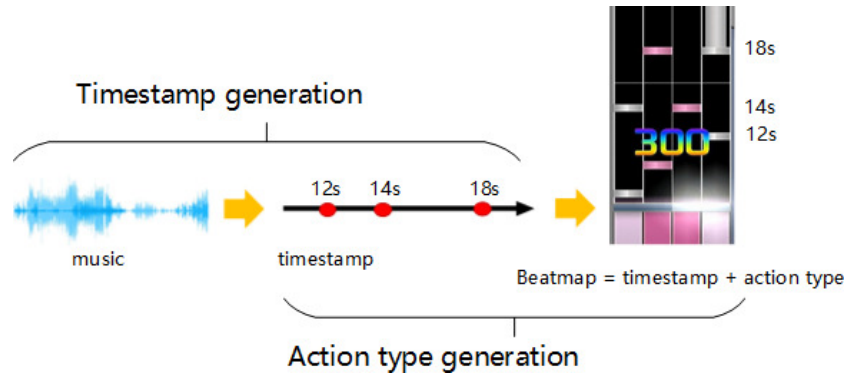 Timestamp generation
18s
14s
12s
300
12s 14s 18s
music
timestamp
Beatmap = timestamp + action type
Action type generation